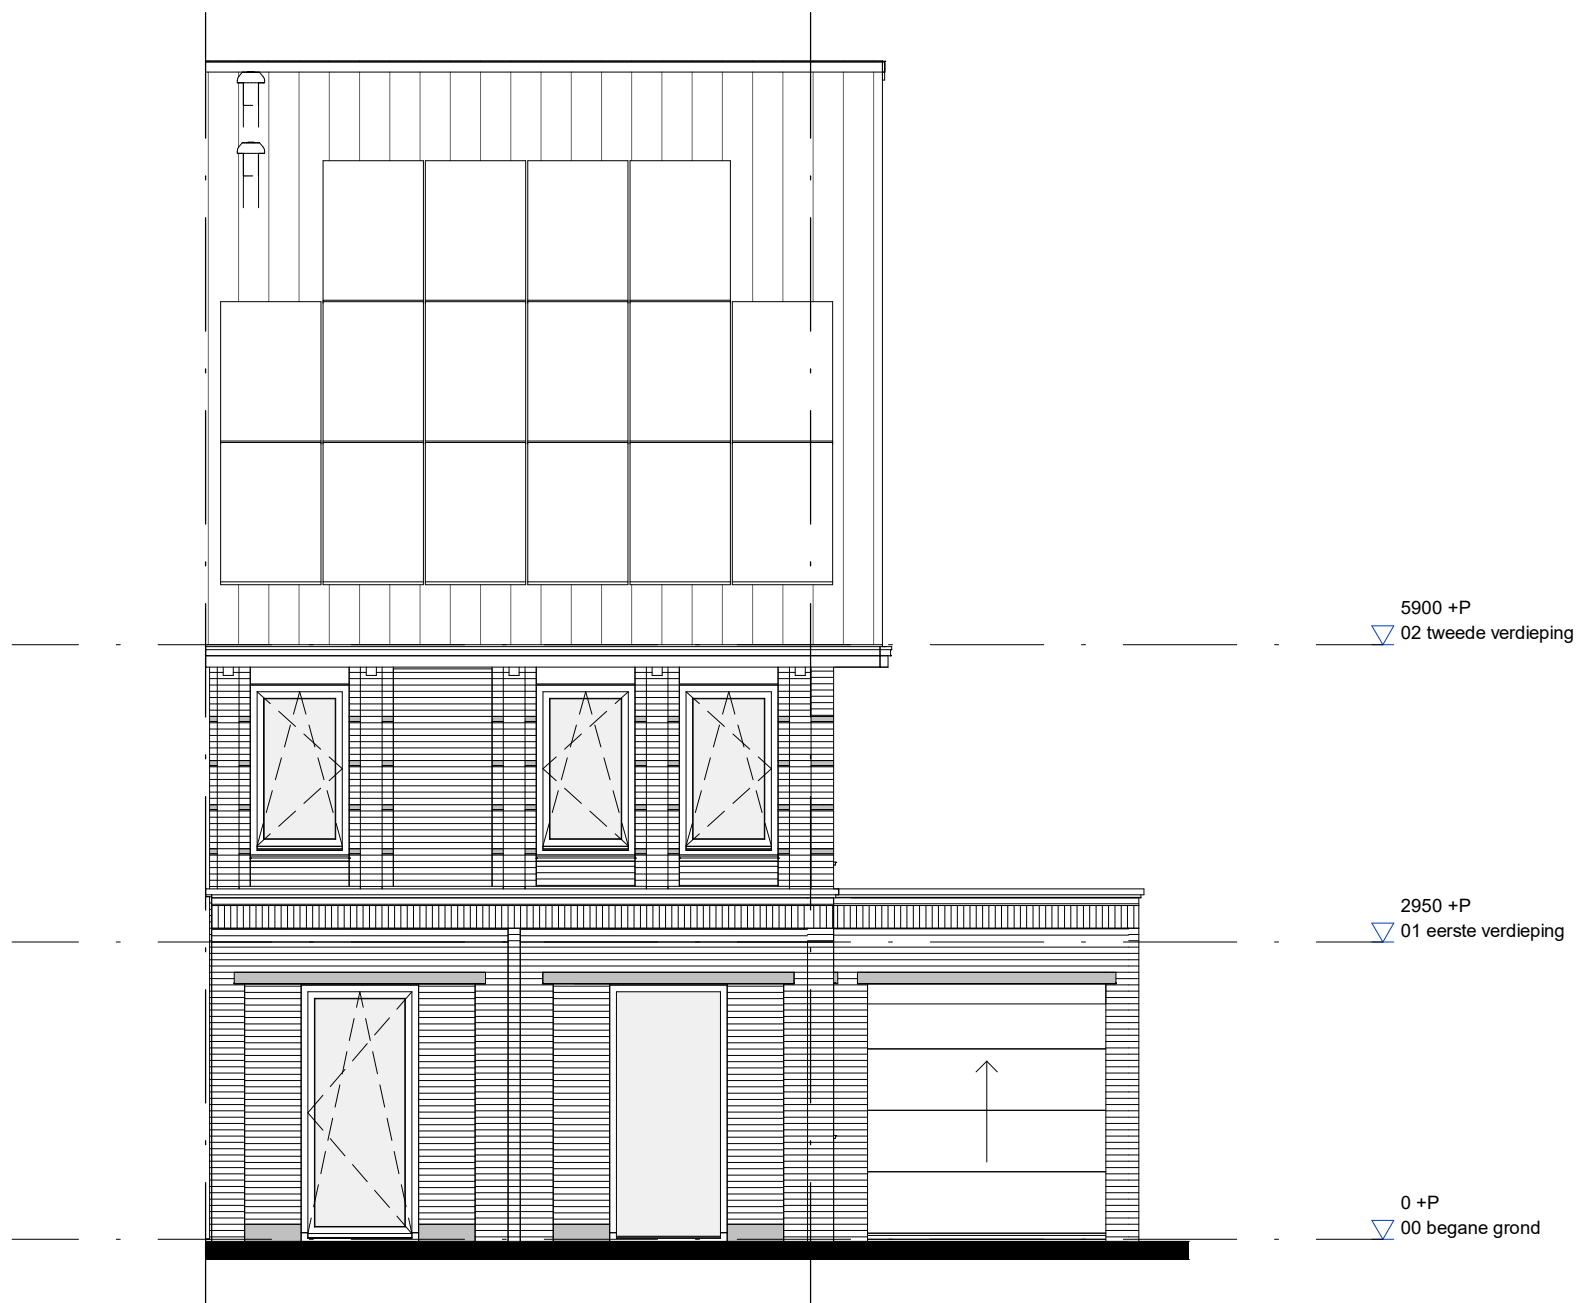 5900 +P
02 tweede verdieping
2950 +P
01 eerste verdieping
0 +P
00 begane grond